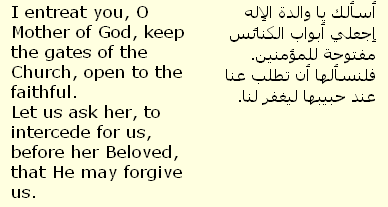 I entreat you, O
Mother of God, keep
the gates of the
Church, open to the
faithful.
Let us ask her, to
intercede for us,
before her Beloved,
that He may forgive
us.
أسألك يا والدة الإله
إجعلي أبواب الكنائس
مفتوحة للمؤمنين.
فلنسألها أن تطلب عنا
عند حبيبها ليغفر لنا.